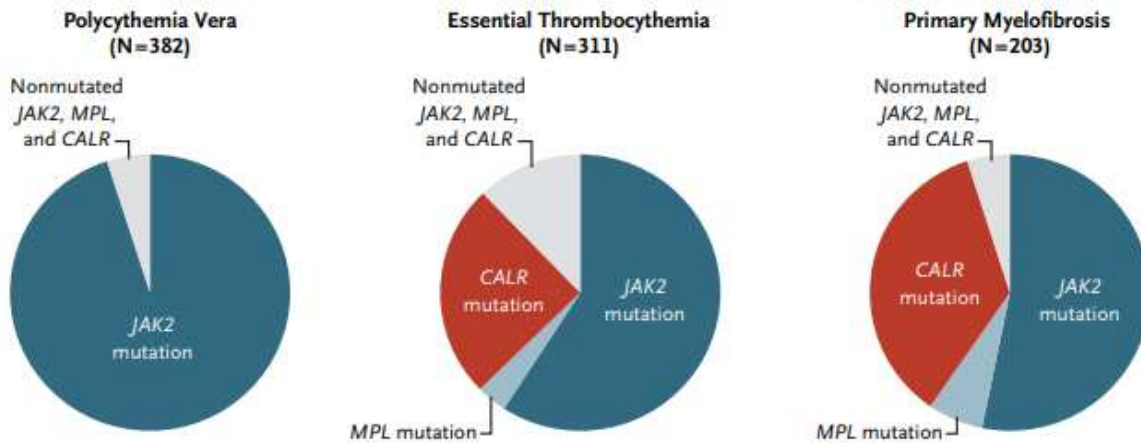 Polycythemia Vera
(N=382)
Nonmutated
JAK2, MPL,
and CALR
JAK2
mutation
Essential Thrombocythemia
(N=311)
Nonmutated
JAK2, MPL,
and CALR
CALR
mutation
JAK2
mutation
MPL mutation
Primary Myelofibrosis
(N=203)
Nonmutated
JAK2, MPL,
and CALR
CALR
mutation
JAK2
mutation
MPL mutation